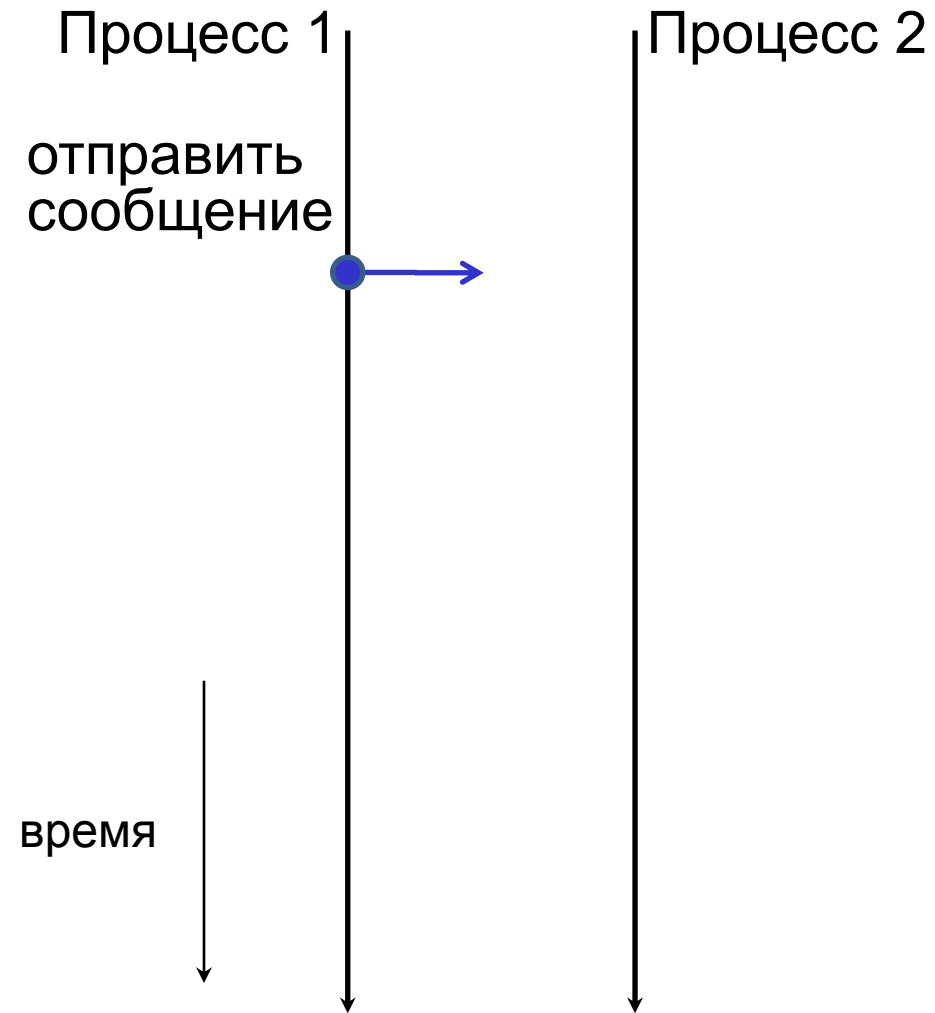 Процесс 1
Процесс 2
отправить
сообщение
время